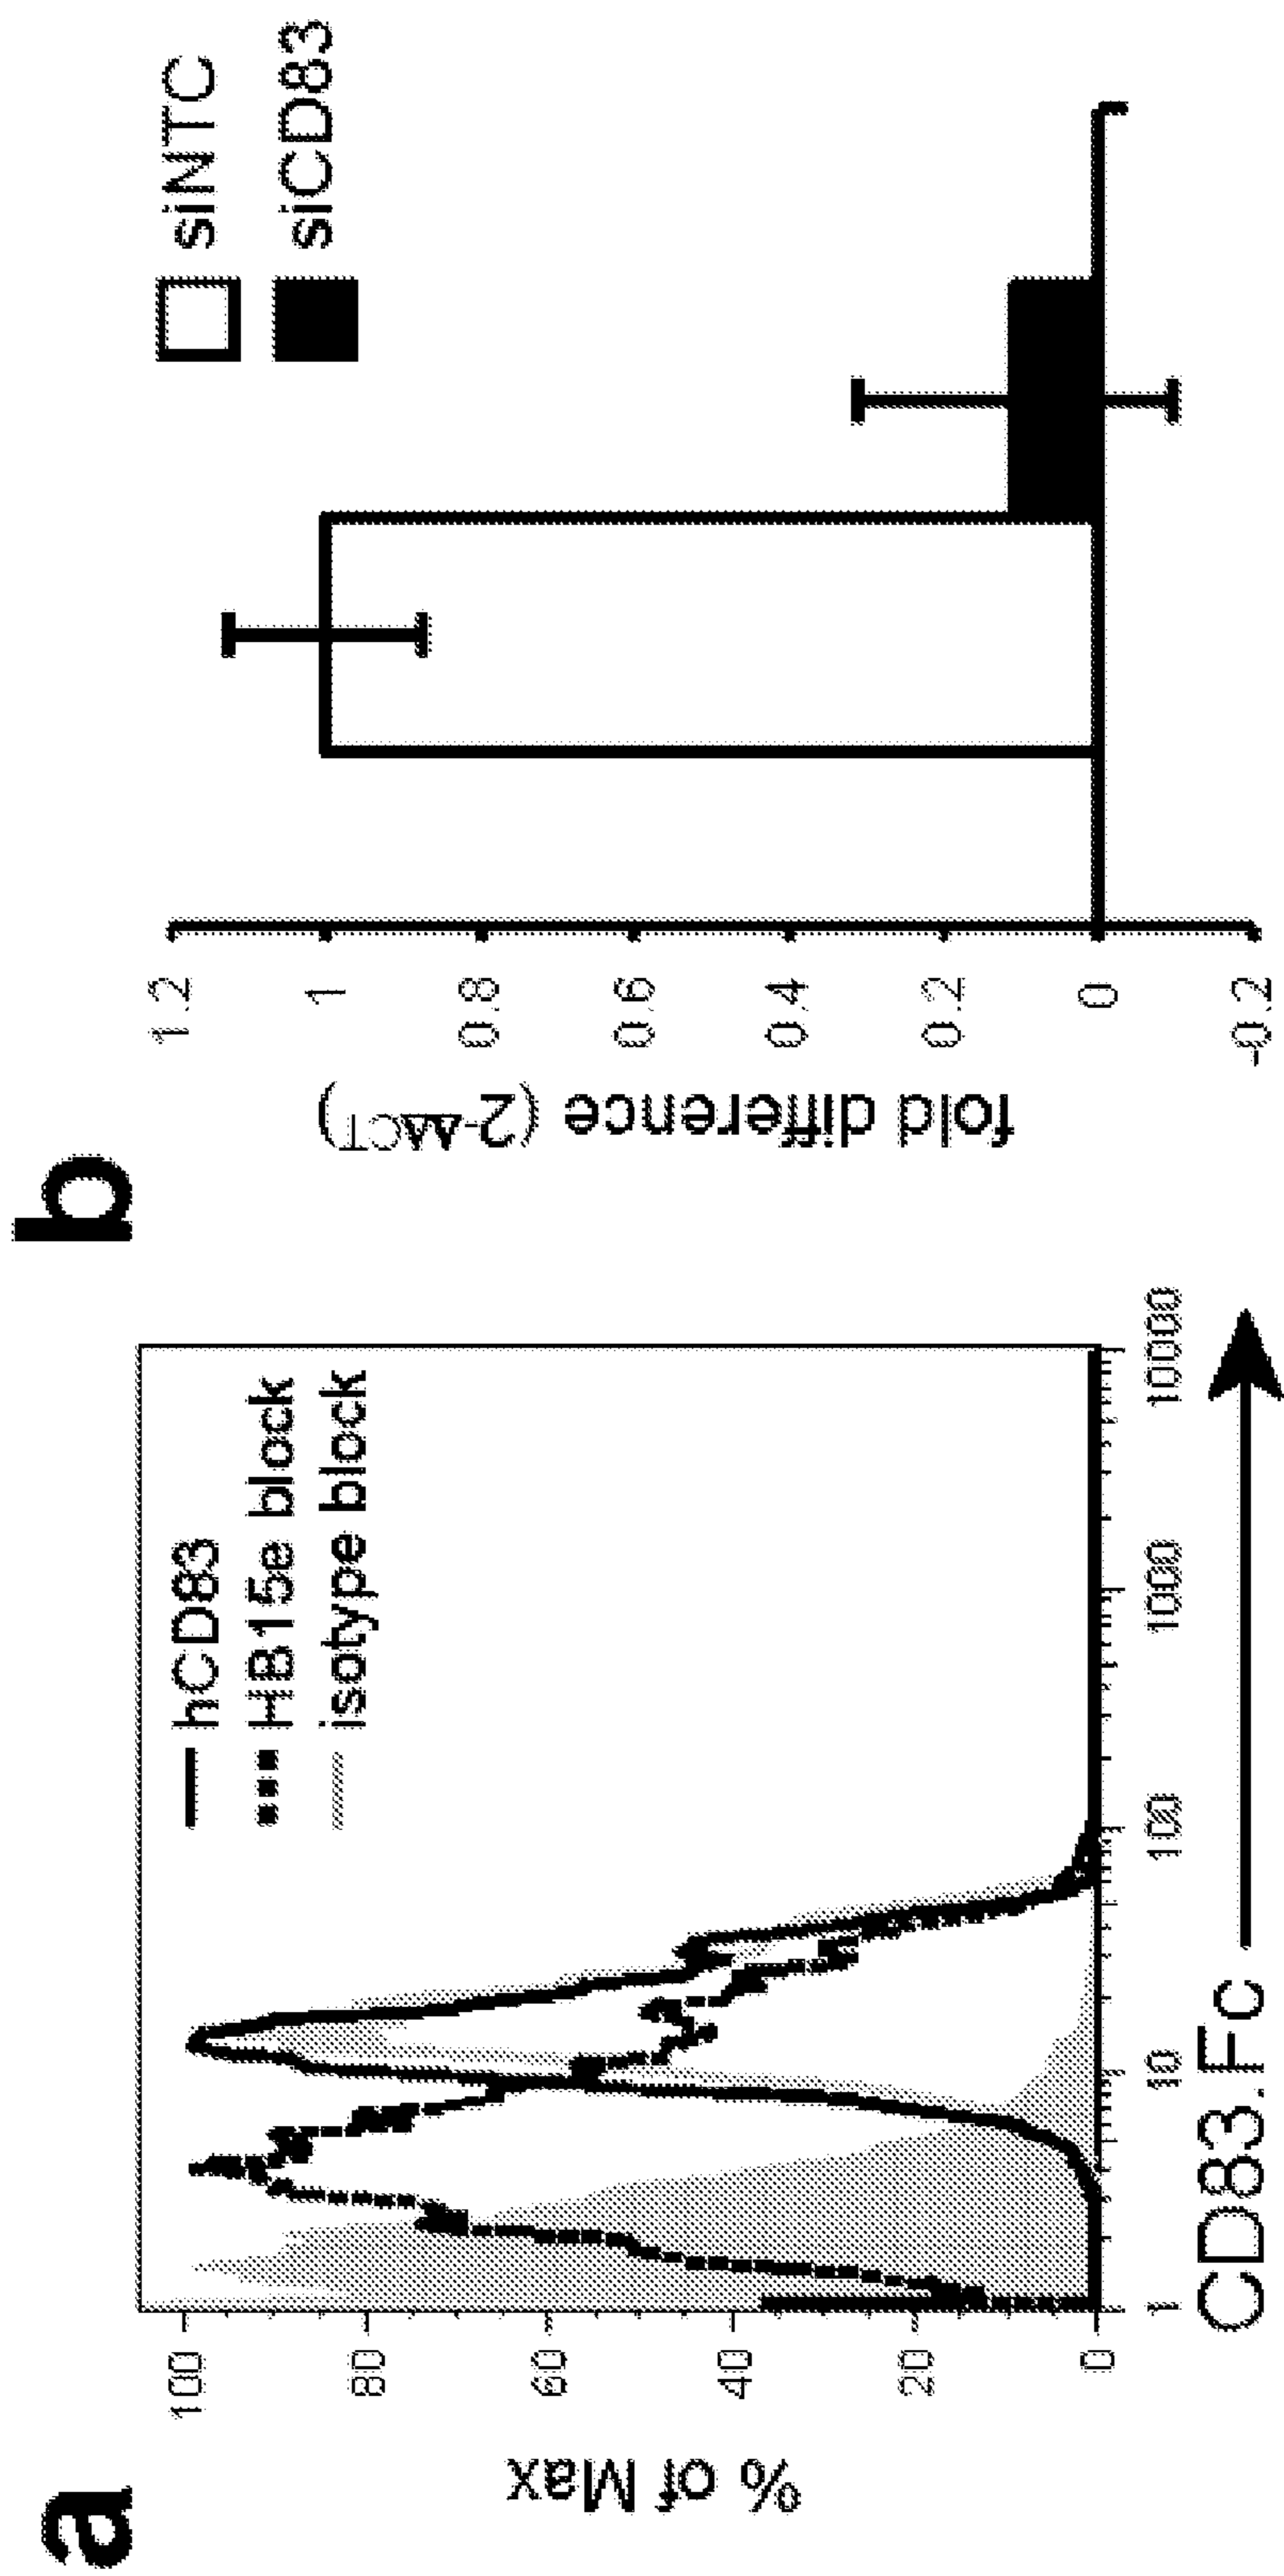 a
% of Max
100
80
60
40
20
0
hCD83
HB15e block
isotype block
1
10
100
1000
10000
CD83.Fc
b
fold difference (2-ΔΔCT)
1.2
1
0.8
0.6
0.4
0.2
0
-0.2
siNTC
siCD83